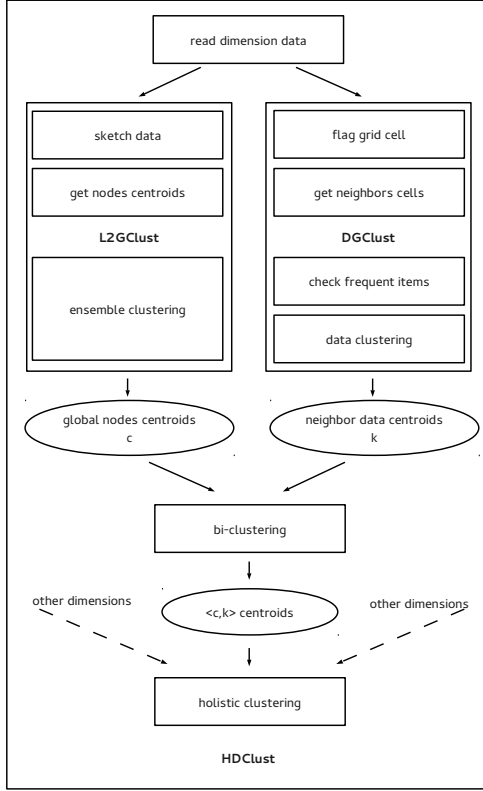 read dimension data
sketch data
get nodes centroids
L2GClust
ensemble clustering
flag grid cell
get neighbors cells
DGClust
check frequent items
data clustering
global nodes centroids
c
neighbor data centroids
k
bi-clustering
other dimensions
<c,k> centroids
other dimensions
holistic clustering
HDClust